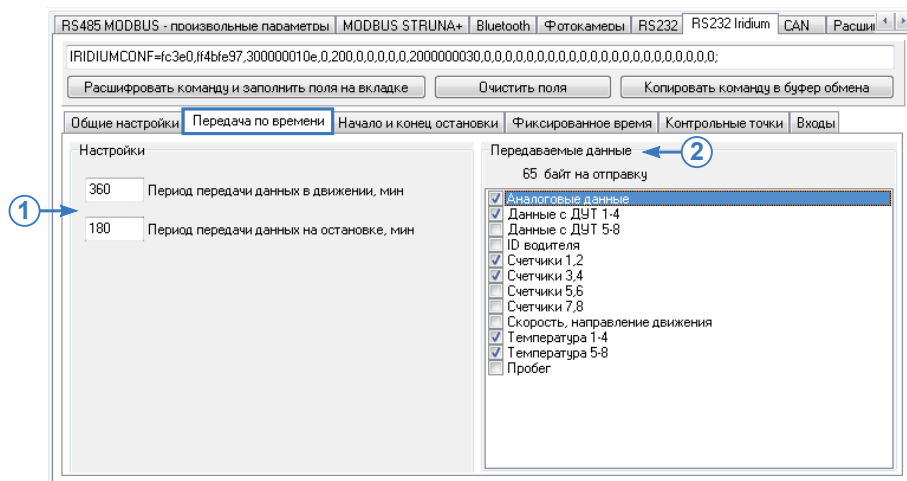 RS485 MODBUS - произвольные параметры MODBUS STRUNA+ Bluetooth Фотокамеры RS232 RS232 Iridium CAN Расши
IRIDIUMCONF=fc3e0,ff4bfe97,300000010e,0,200,0,0,0,0,0,2000000030,0,0,0,0,0,0,0,0,0,0,0,0,0,0,0,0,0,0,0,0,0;
Расшифровать команду и заполнить поля на вкладке Очистить поля Копировать команду в буфер обмена
Общие настройки Передача по времени Начало и конец остановки Фиксированное время Контрольные точки Входы
Настройки
360 Период передачи данных в движении, мин
180 Период передачи данных на остановке, мин
1
Передаваемые данные 2
65 байт на отправку
Аналоговые данные
Данные с ДУТ 1-4
Данные с ДУТ 5-8
ID водителя
Счетчики 1,2
Счетчики 3,4
Счетчики 5,6
Счетчики 7,8
Скорость, направление движения
Температура 1-4
Температура 5-8
Пробег